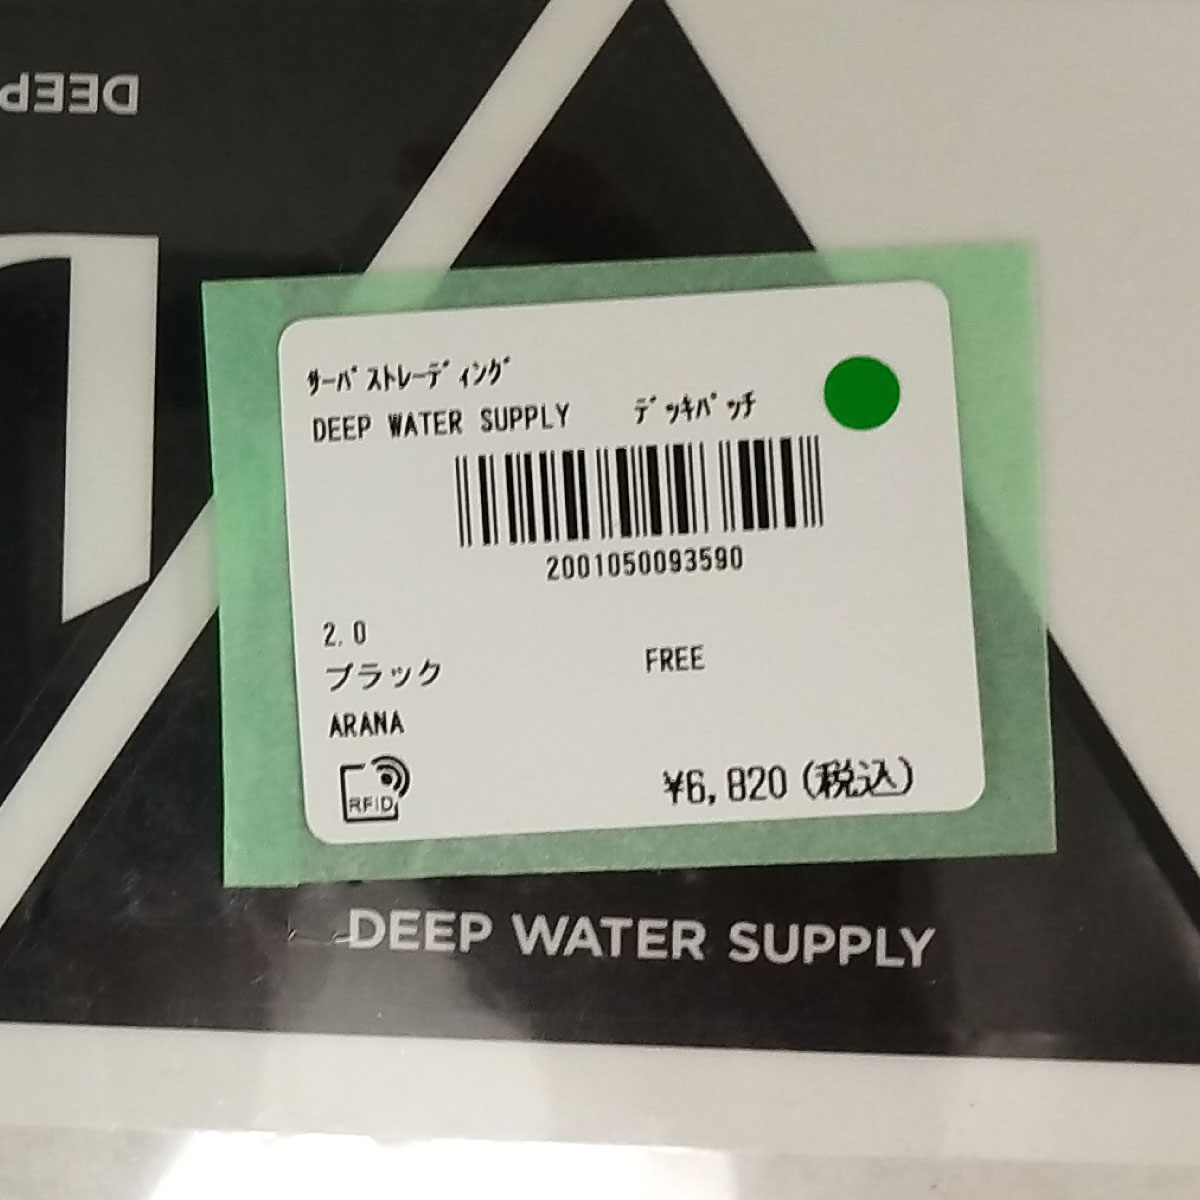 DEEP
ｻｰﾊﾞｽﾄﾚｰﾃﾞｨﾝｸﾞ
DEEP WATER SUPPLY ﾃﾞｯｷﾊﾟｯﾁ
2001050093590
2.0
ブラック FREE
ARANA
RFID
¥6,820(税込)
DEEP WATER SUPPLY